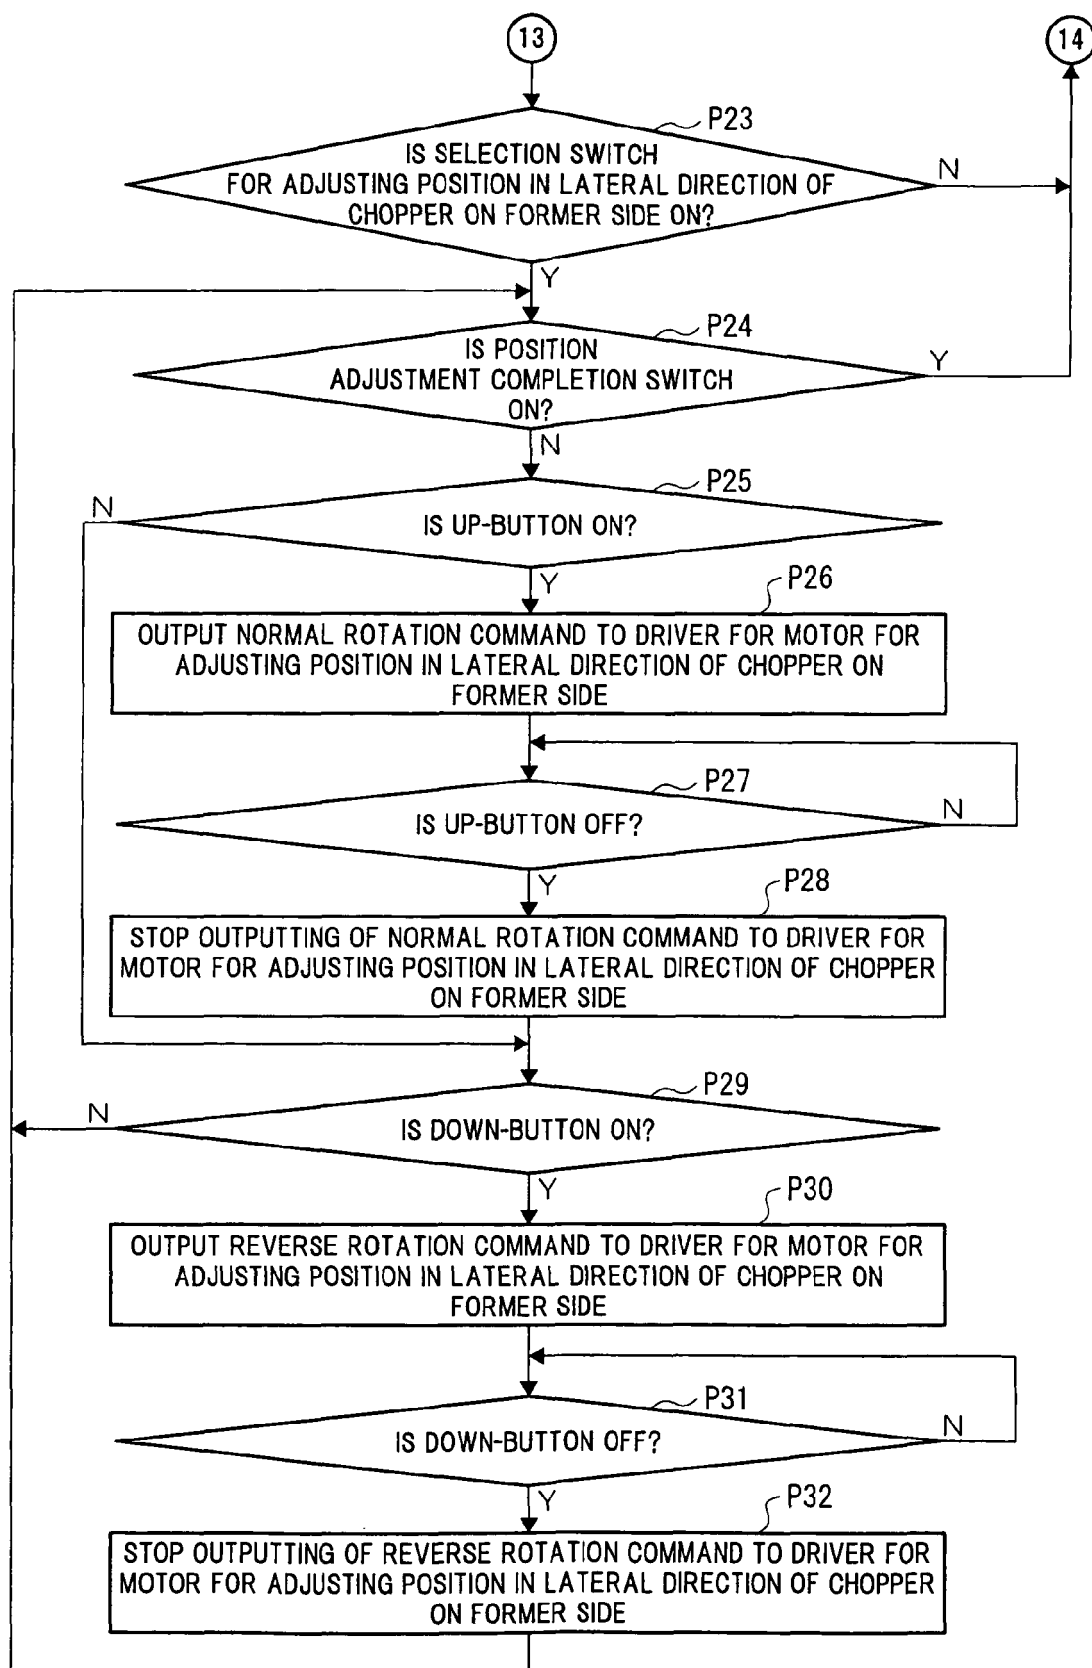 13
14
P23
IS SELECTION SWITCH
FOR ADJUSTING POSITION IN LATERAL DIRECTION OF
CHOPPER ON FORMER SIDE ON?
N
Y
P24
IS POSITION
ADJUSTMENT COMPLETION SWITCH
ON?
Y
N
P25
N
IS UP-BUTTON ON?
Y
P26
OUTPUT NORMAL ROTATION COMMAND TO DRIVER FOR MOTOR FOR
ADJUSTING POSITION IN LATERAL DIRECTION OF CHOPPER ON
FORMER SIDE
P27
IS UP-BUTTON OFF?
N
Y
P28
STOP OUTPUTTING OF NORMAL ROTATION COMMAND TO DRIVER FOR
MOTOR FOR ADJUSTING POSITION IN LATERAL DIRECTION OF CHOPPER
ON FORMER SIDE
P29
N
IS DOWN-BUTTON ON?
Y
P30
OUTPUT REVERSE ROTATION COMMAND TO DRIVER FOR MOTOR FOR
ADJUSTING POSITION IN LATERAL DIRECTION OF CHOPPER ON
FORMER SIDE
P31
IS DOWN-BUTTON OFF?
N
Y
P32
STOP OUTPUTTING OF REVERSE ROTATION COMMAND TO DRIVER FOR
MOTOR FOR ADJUSTING POSITION IN LATERAL DIRECTION OF CHOPPER
ON FORMER SIDE